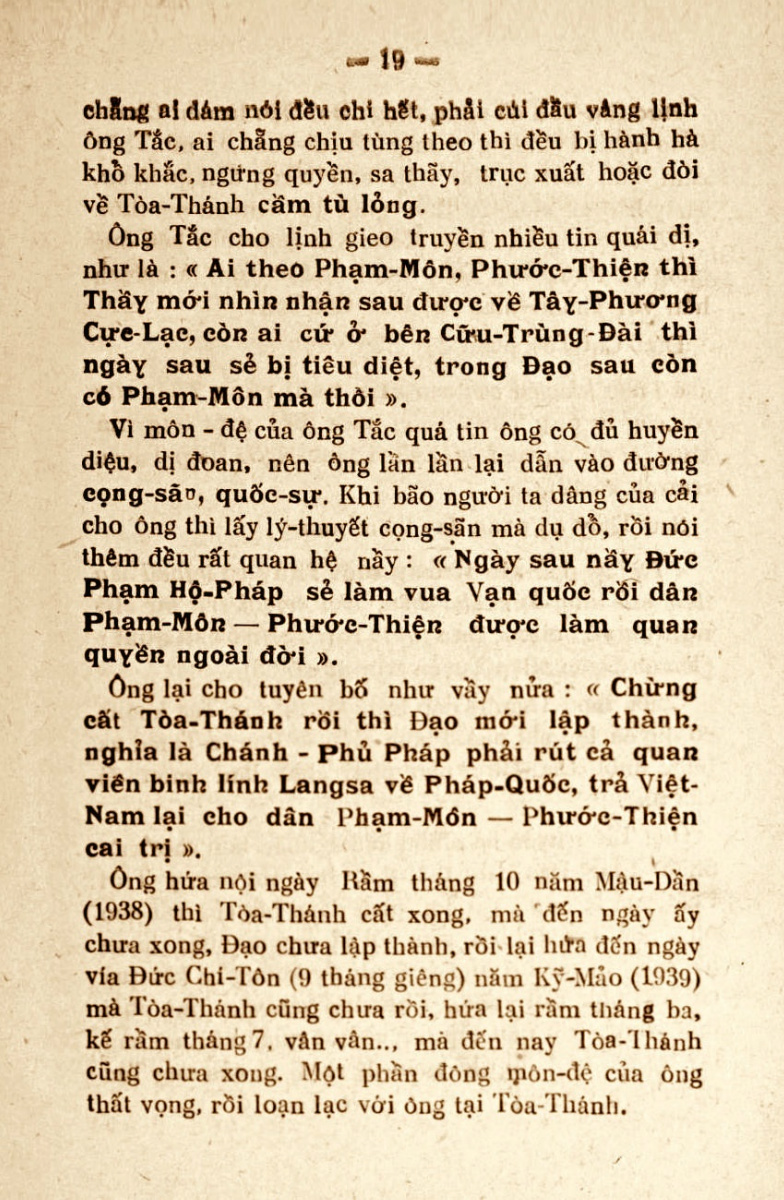 — 19 —
chẳng ai dám nói đều chi hết, phải cúi đầu vâng lịnh
ông Tắc, ai chẵng chịu tùng theo thì đều bị hành hà
khổ khắc, ngưng quyền, sa thãy, trục xuất hoặc đòi
về Tòa-Thánh cầm tù lỏng.
Ông Tắc cho lịnh gieo truyền nhiều tin quái dị,
như là : « Ai theo Phạm-Môn, Phước-Thiện thì
Thầy mới nhìn nhận sau được về Tây-Phương
Cực-Lạc, còn ai cứ ở bên Cữu-Trùng-Đài thì
ngày sau sẻ bị tiêu diệt, trong Đạo sau còn
có Phạm-Môn mà thôi ».
Vì môn - đệ của ông Tắc quá tin ông có đủ huyền
diệu, dị đoan, nên ông lần lần lại dẫn vào đường
cọng-sãn, quốc-sự. Khi bão người ta dâng của cải
cho ông thì lấy lý-thuyết cọng-sãn mà dụ dổ, rồi nói
thêm đều rất quan hệ nầy : « Ngày sau nầy Đức
Phạm Hộ-Pháp sẻ làm vua Vạn quốc rồi dân
Phạm-Môn — Phước-Thiện được làm quan
quyền ngoài đời ».
Ông lại cho tuyên bố như vầy nửa : « Chừng
cất Tòa-Thánh rồi thì Đạo mới lập thành,
nghỉa là Chánh - Phủ Pháp phải rút cả quan
viên binh lính Langsa về Pháp-Quốc, trả Việt-
Nam lại cho dân Phạm-Môn — Phước-Thiện
cai trị ».
Ông hứa nội ngày Rằm tháng 10 năm Mậu-Dần
(1938) thì Tòa-Thánh cất xong, mà đến ngày ấy
chưa xong, Đạo chưa lập thành, rồi lại hứa đến ngày
vía Đức Chí-Tôn (9 tháng giêng) năm Kỹ-Mảo (1939)
mà Tòa-Thánh cũng chưa rồi, hứa lại rằm tháng ba,
kế rằm tháng 7, vân vân.., mà đến nay Tòa-Thánh
cũng chưa xong. Một phần đông môn-đệ của ông
thất vọng, rồi loạn lạc với ông tại Tòa-Thánh.